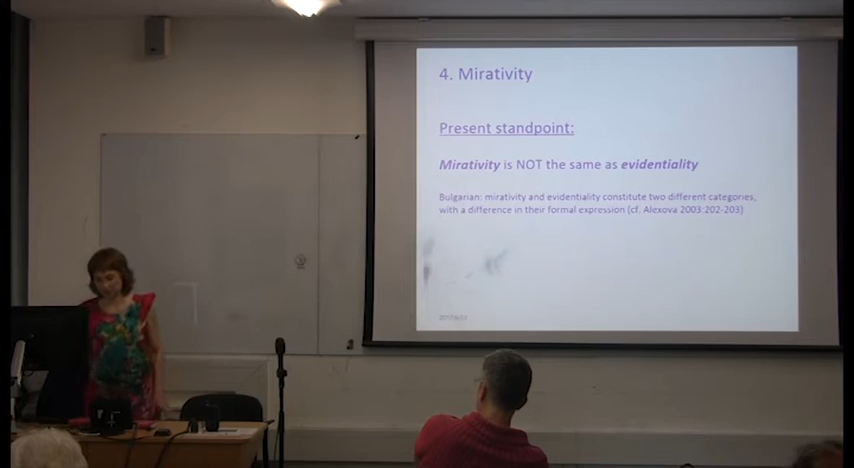 4. Mirativity
Present standpoint:
Mirativity is NOT the same as evidentiality
Bulgarian: mirativity and evidentiality constitute two different categories,
with a difference in their formal expression (cf. Alexova 2003:202-203)